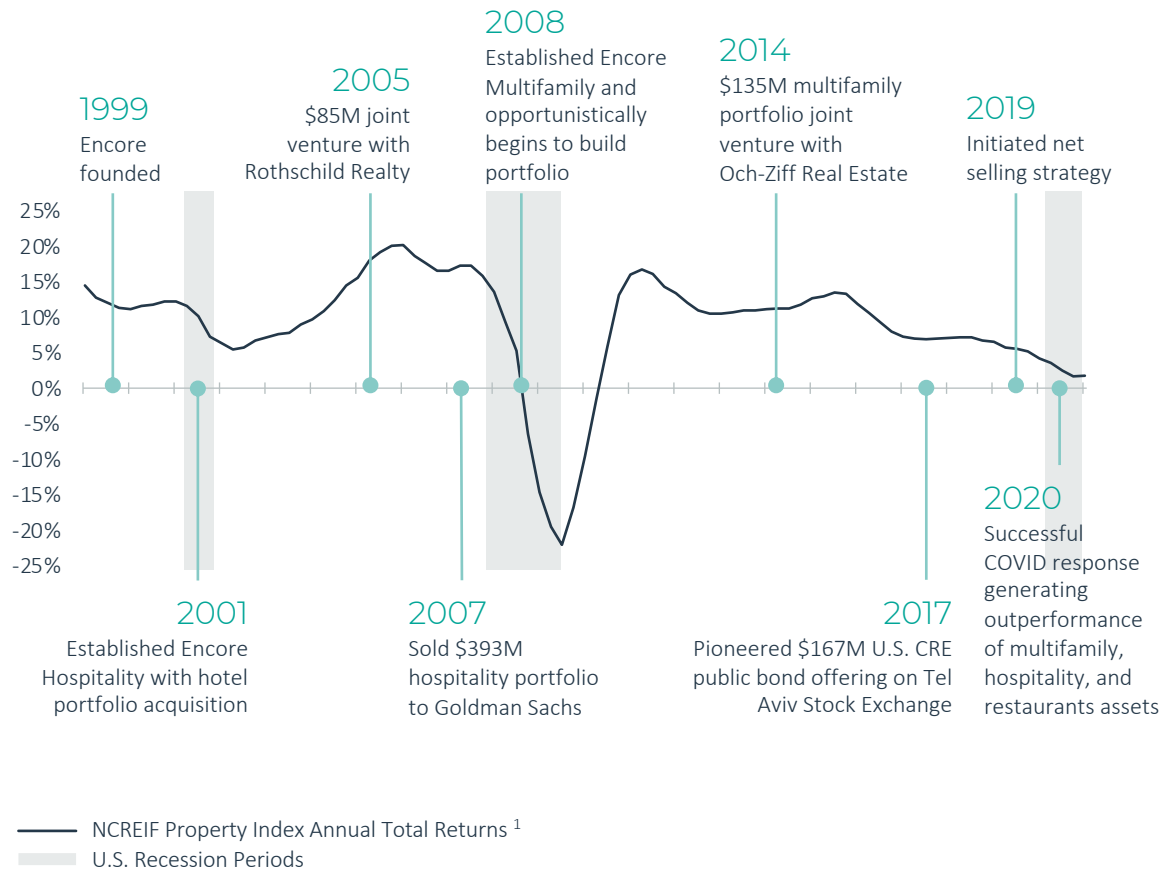 2008
Established Encore
Multifamily and
opportunistically
begins to build
portfolio
2014
$135M multifamily
portfolio joint
venture with
Och-Ziff Real Estate
2005
$85M joint
venture with
Rothschild Realty
1999
Encore
founded
2019
Initiated net
selling strategy
25%
20%
15%
10%
5%
0%
-5%
-10%
-15%
-20%
-25%
2001
Established Encore
Hospitality with hotel
portfolio acquisition
2007
Sold $393M
hospitality portfolio
to Goldman Sachs
2017
Pioneered $167M U.S. CRE
public bond offering on Tel
Aviv Stock Exchange
2020
Successful
COVID response
generating
outperformance
of multifamily,
hospitality, and
restaurants assets
NCREIF Property Index Annual Total Returns 1
U.S. Recession Periods